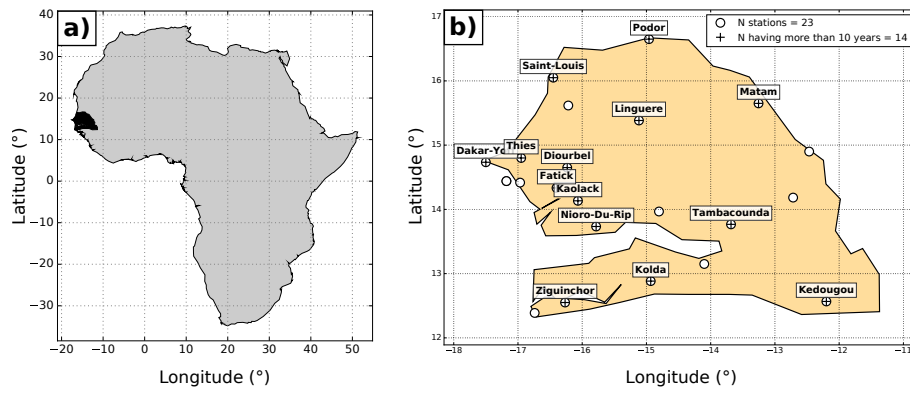 a)
40
30
20
10
0
−10
−20
−30
−20 −10 0 10 20 30 40 50
Latitude (°)
Longitude (°)
b)
N stations = 23
N having more than 10 years = 14
17
16
15
14
13
12
−18 −17 −16 −15 −14 −13 −12 −11
Latitude (°)
Longitude (°)
Podor
Saint-Louis
Matam
Linguere
Thies
Diourbel
Fatick
Kaolack
Nioro-Du-Rip
Tambacounda
Kolda
Ziguinchor
Kedougou